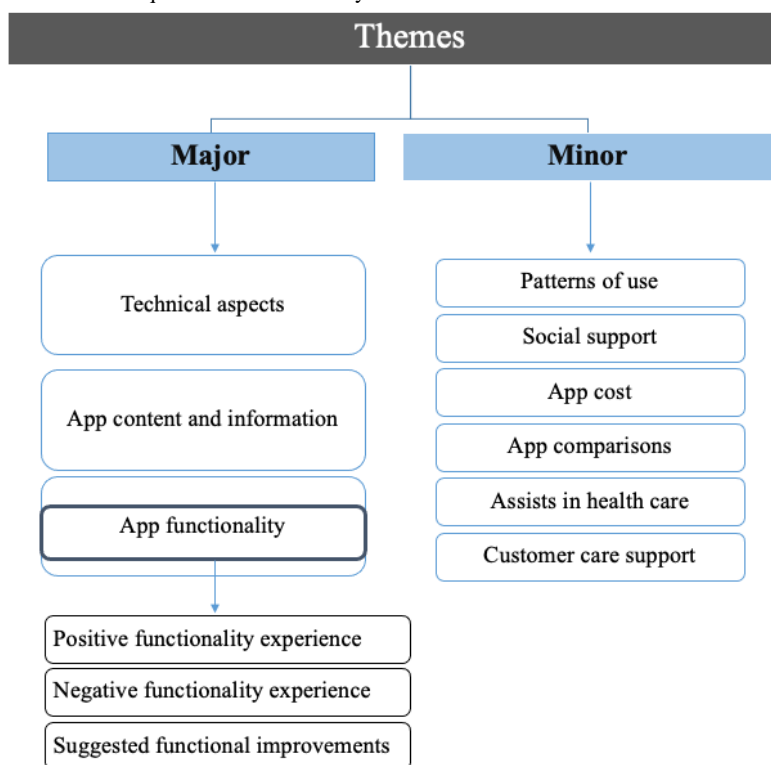 Themes
Major
Minor
Technical aspects
App content and information
App functionality
Positive functionality experience
Negative functionality experience
Suggested functional improvements
Patterns of use
Social support
App cost
App comparisons
Assists in health care
Customer care support